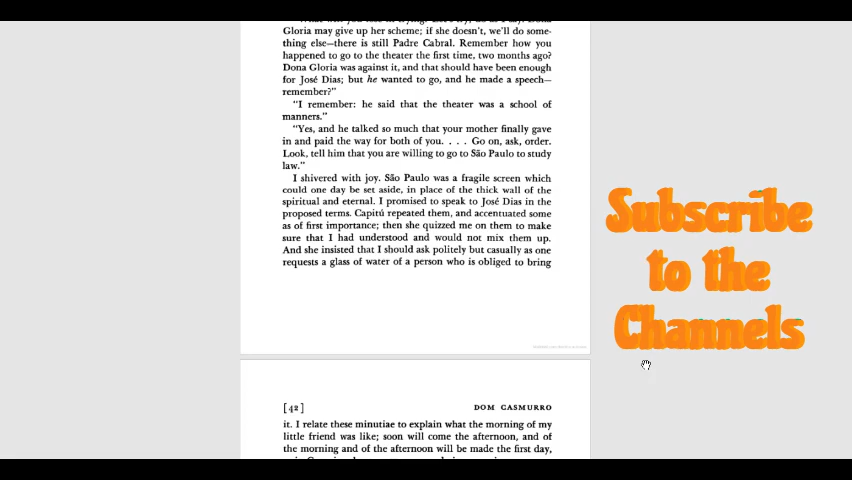 Gloria may give up her scheme; if she doesn't, we'll do some-
thing else—there is still Padre Cabral. Remember how you
happened to go to the theater the first time, two months ago?
Dona Gloria was against it, and that should have been enough
for José Dias; but he wanted to go, and he made a speech—
remember?"
"I remember: he said that the theater was a school of
manners."
"Yes, and he talked so much that your mother finally gave
in and paid the way for both of you. . . . Go on, ask, order.
Look, tell him that you are willing to go to São Paulo to study
law."
I shivered with joy. São Paulo was a fragile screen which
could one day be set aside, in place of the thick wall of the
spiritual and eternal. I promised to speak to José Dias in the
proposed terms. Capitú repeated them, and accentuated some
as of first importance; then she quizzed me on them to make
sure that I had understood and would not mix them up.
And she insisted that I should ask politely but casually as one
requests a glass of water of a person who is obliged to bring
[42] DOM CASMURRO
it. I relate these minutiae to explain what the morning of my
little friend was like; soon will come the afternoon, and of
the morning and of the afternoon will be made the first day,
Subscribe
to the
Channels